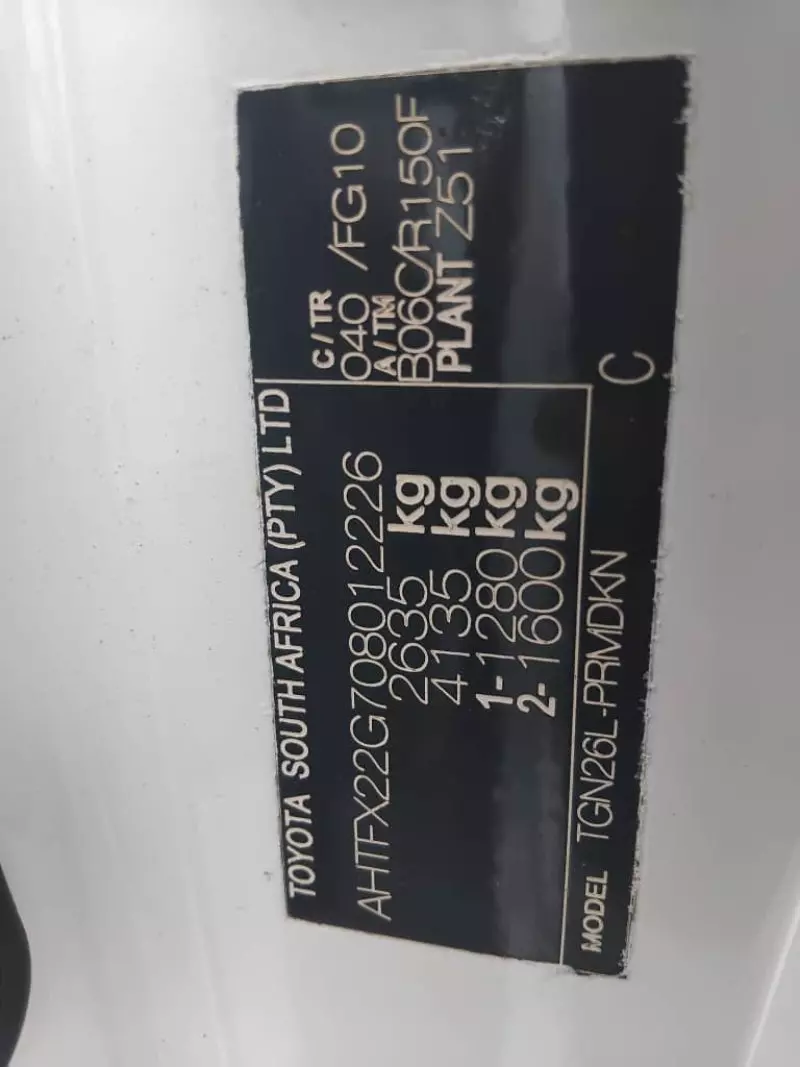 TOYOTA SOUTH AFRICA (PTY) LTD
AHTFX22G708012226
2635 kg
4135 kg
1- 1280 kg
2- 1600 kg
C/TR
040 /FG10
A/TM
B06C/R150F
PLANT Z51
MODEL TGN26L-PRMDKN C